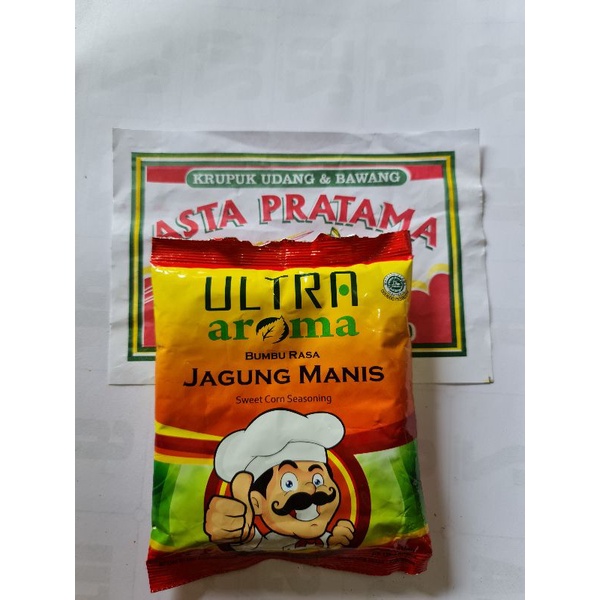 KRUPUK UDANG & BAWANG
ASTA PRATAMA
ULTRA
aroma
BUMBU RASA
JAGUNG MANIS
Sweet Corn Seasoning